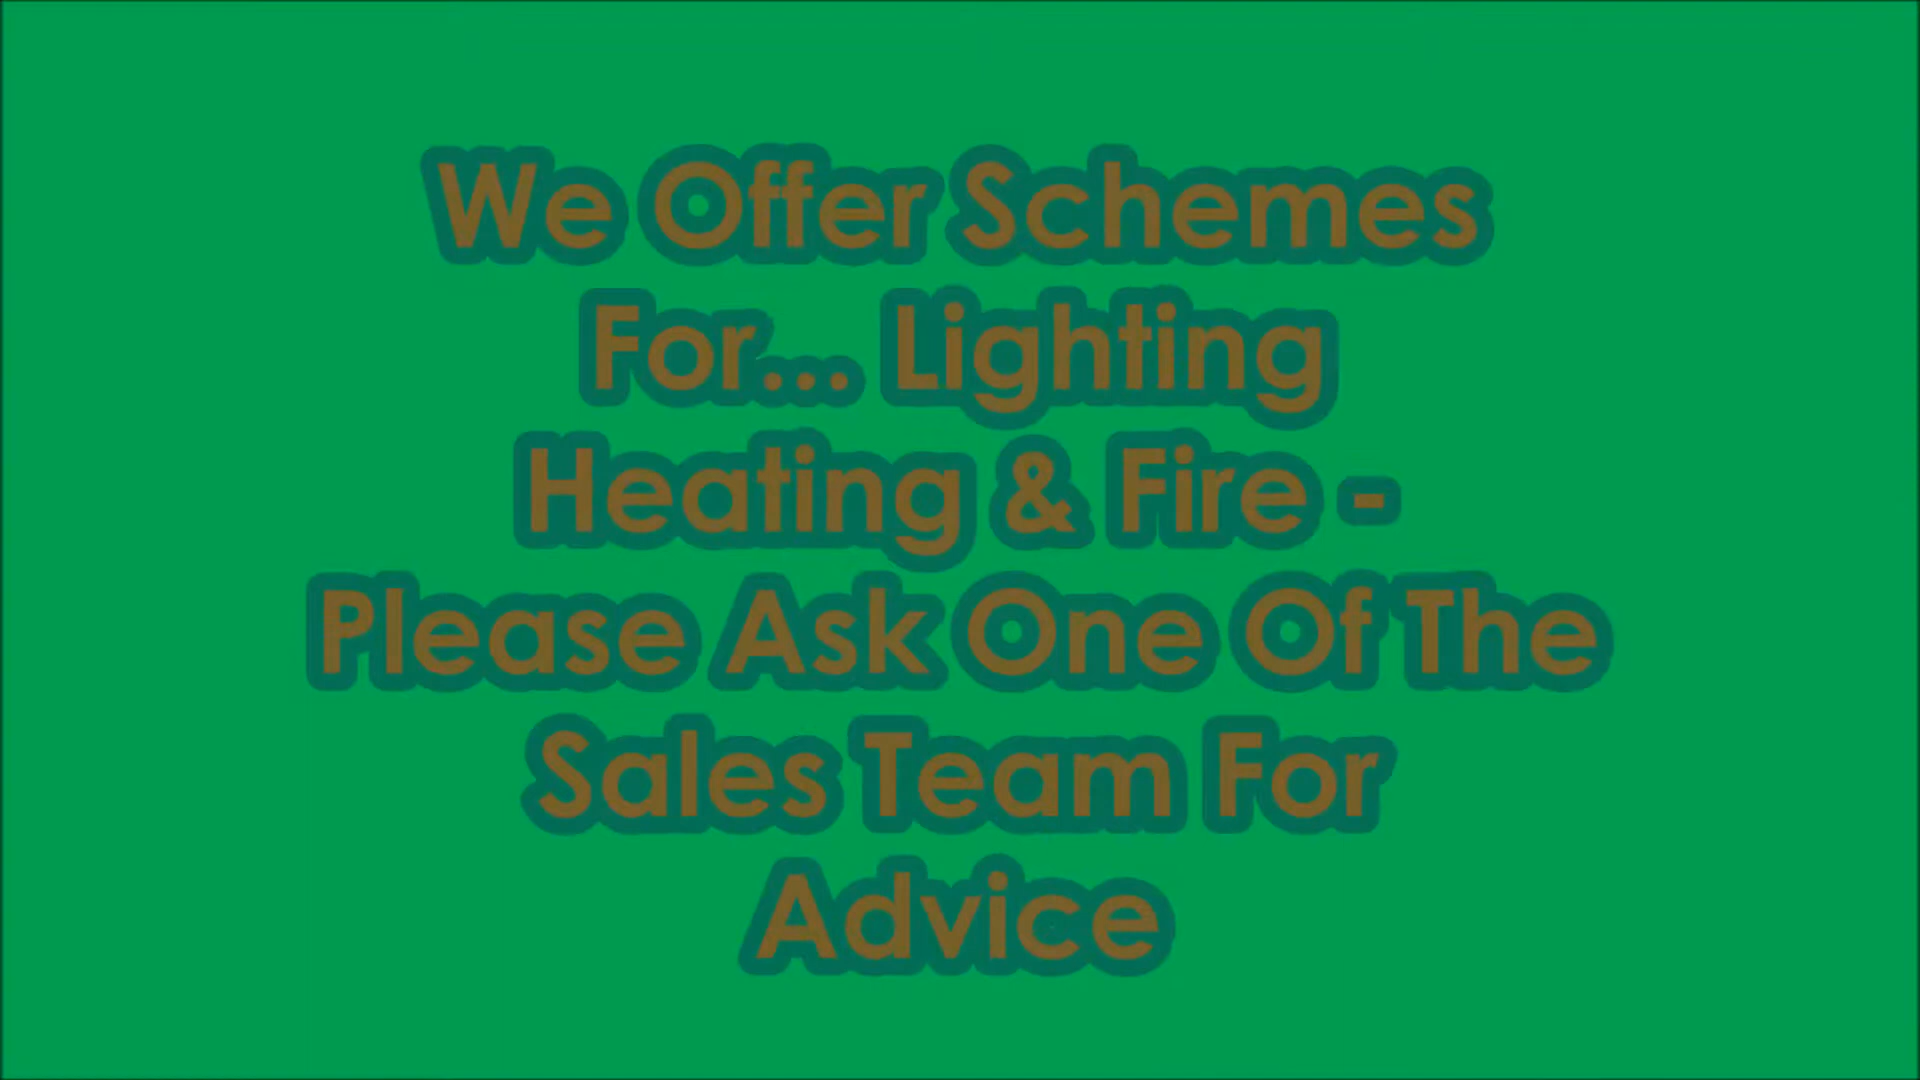 We Offer Schemes
For... Lighting
Heating & Fire -
Please Ask One Of The
Sales Team For
Advice